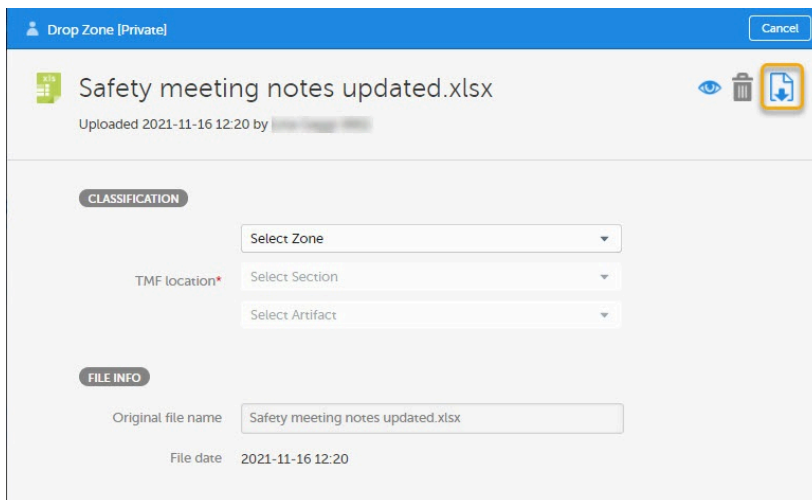 Drop Zone [Private]
Cancel
xls
Safety meeting notes updated.xlsx
Uploaded 2021-11-16 12:20 by
CLASSIFICATION
Select Zone
TMF location*
Select Section
Select Artifact
FILE INFO
Original file name
Safety meeting notes updated.xlsx
File date
2021-11-16 12:20